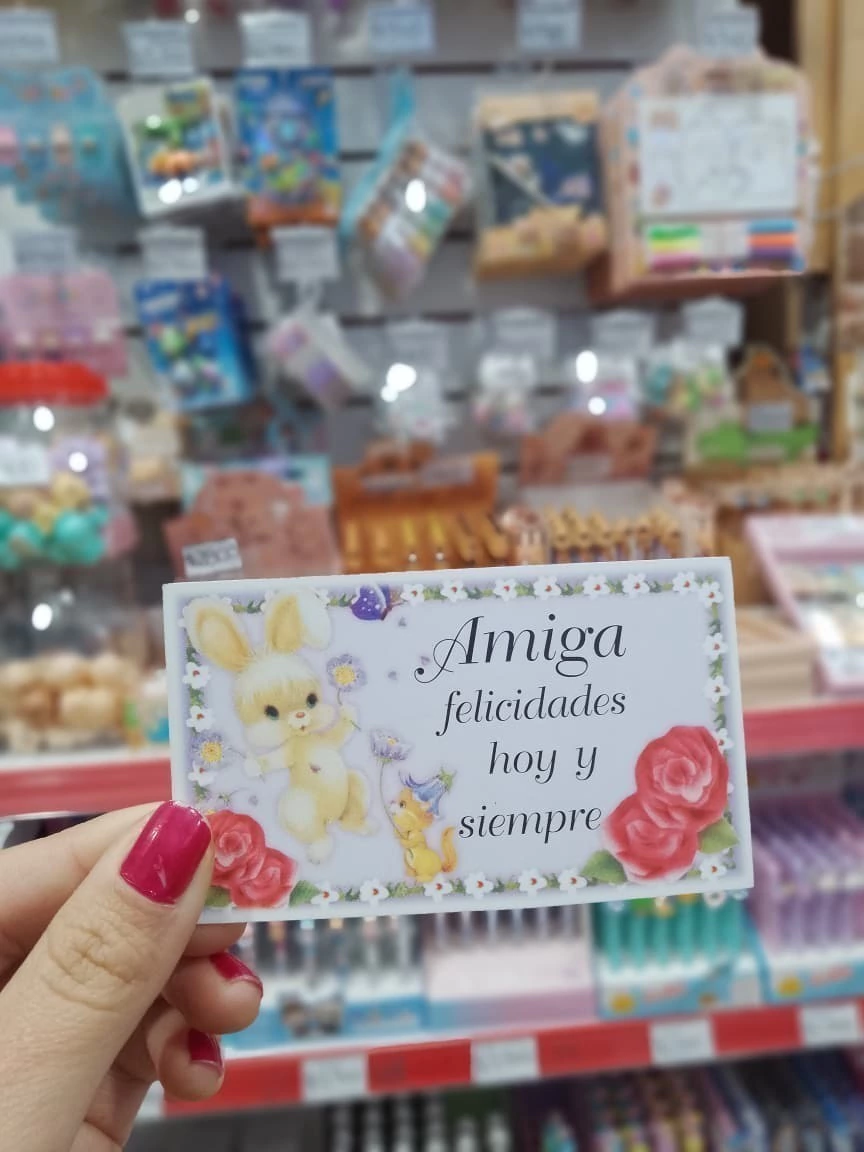 Amiga
felicidades
hoy y
siempre